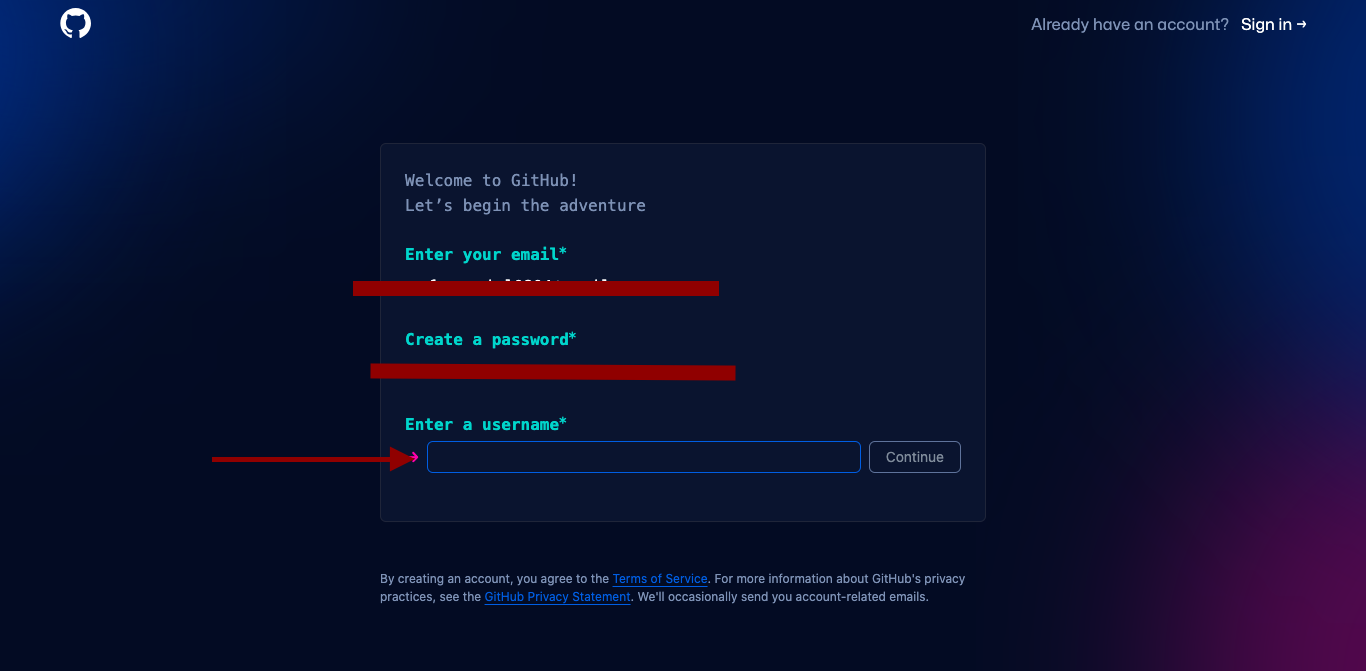 Already have an account? Sign in →
Welcome to GitHub!
Let’s begin the adventure
Enter your email*
Create a password*
Enter a username*
Continue
By creating an account, you agree to the Terms of Service. For more information about GitHub's privacy
practices, see the GitHub Privacy Statement. We'll occasionally send you account-related emails.